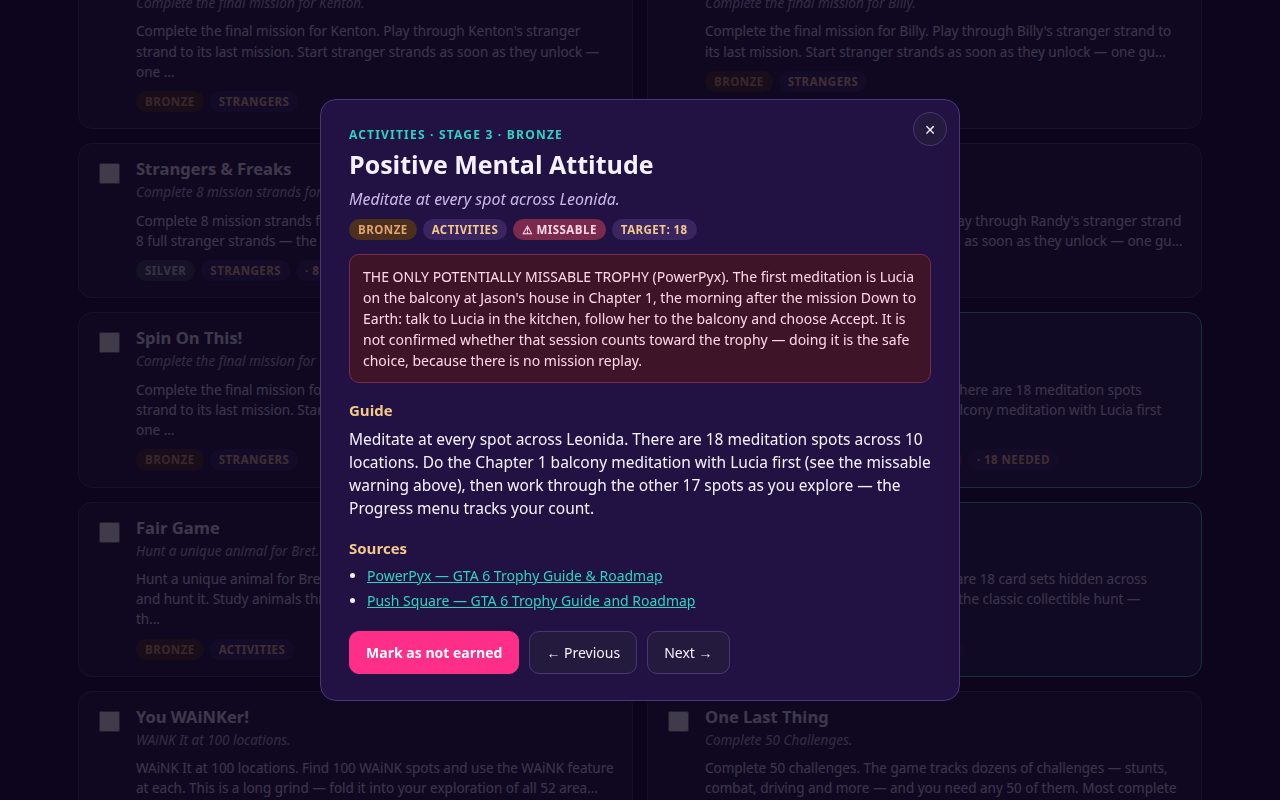 Complete the final mission for Kenton.
Complete the final mission for Kenton. Play through Kenton's stranger
strand to its last mission. Start stranger strands as soon as they unlock —
one ...
BRONZE STRANGERS
Complete the final mission for Billy.
Complete the final mission for Billy. Play through Billy's stranger strand to
its last mission. Start stranger strands as soon as they unlock — one gu...
BRONZE STRANGERS
ACTIVITIES · STAGE 3 · BRONZE
✕
Positive Mental Attitude
Meditate at every spot across Leonida.
BRONZE ACTIVITIES ⚠ MISSABLE TARGET: 18
THE ONLY POTENTIALLY MISSABLE TROPHY (PowerPyx). The first meditation is Lucia
on the balcony at Jason's house in Chapter 1, the morning after the mission Down to
Earth: talk to Lucia in the kitchen, follow her to the balcony and choose Accept. It is
not confirmed whether that session counts toward the trophy — doing it is the safe
choice, because there is no mission replay.
Guide
Meditate at every spot across Leonida. There are 18 meditation spots across 10
locations. Do the Chapter 1 balcony meditation with Lucia first (see the missable
warning above), then work through the other 17 spots as you explore — the
Progress menu tracks your count.
Sources
• PowerPyx — GTA 6 Trophy Guide & Roadmap
• Push Square — GTA 6 Trophy Guide and Roadmap
Mark as not earned ← Previous Next →
Strangers & Freaks
Complete 8 mission strands for
Complete 8 mission strands f
8 full stranger strands — the
SILVER STRANGERS · 8
ay through Randy's stranger strand
as soon as they unlock — one gu...
Spin On This!
Complete the final mission for
Complete the final mission fo
strand to its last mission. Star
one ...
BRONZE STRANGERS
here are 18 meditation spots
lcony meditation with Lucia first
· 18 NEEDED
Fair Game
Hunt a unique animal for Bret.
Hunt a unique animal for Bre
and hunt it. Study animals thr
th...
BRONZE ACTIVITIES
are 18 card sets hidden across
the classic collectible hunt —
You WAiNKer!
WAiNK It at 100 locations.
WAiNK It at 100 locations. Find 100 WAiNK spots and use the WAiNK feature
at each. This is a long grind — fold it into your exploration of all 52 area...
One Last Thing
Complete 50 Challenges.
Complete 50 challenges. The game tracks dozens of challenges — stunts,
combat, driving and more — and you need any 50 of them. Most complete